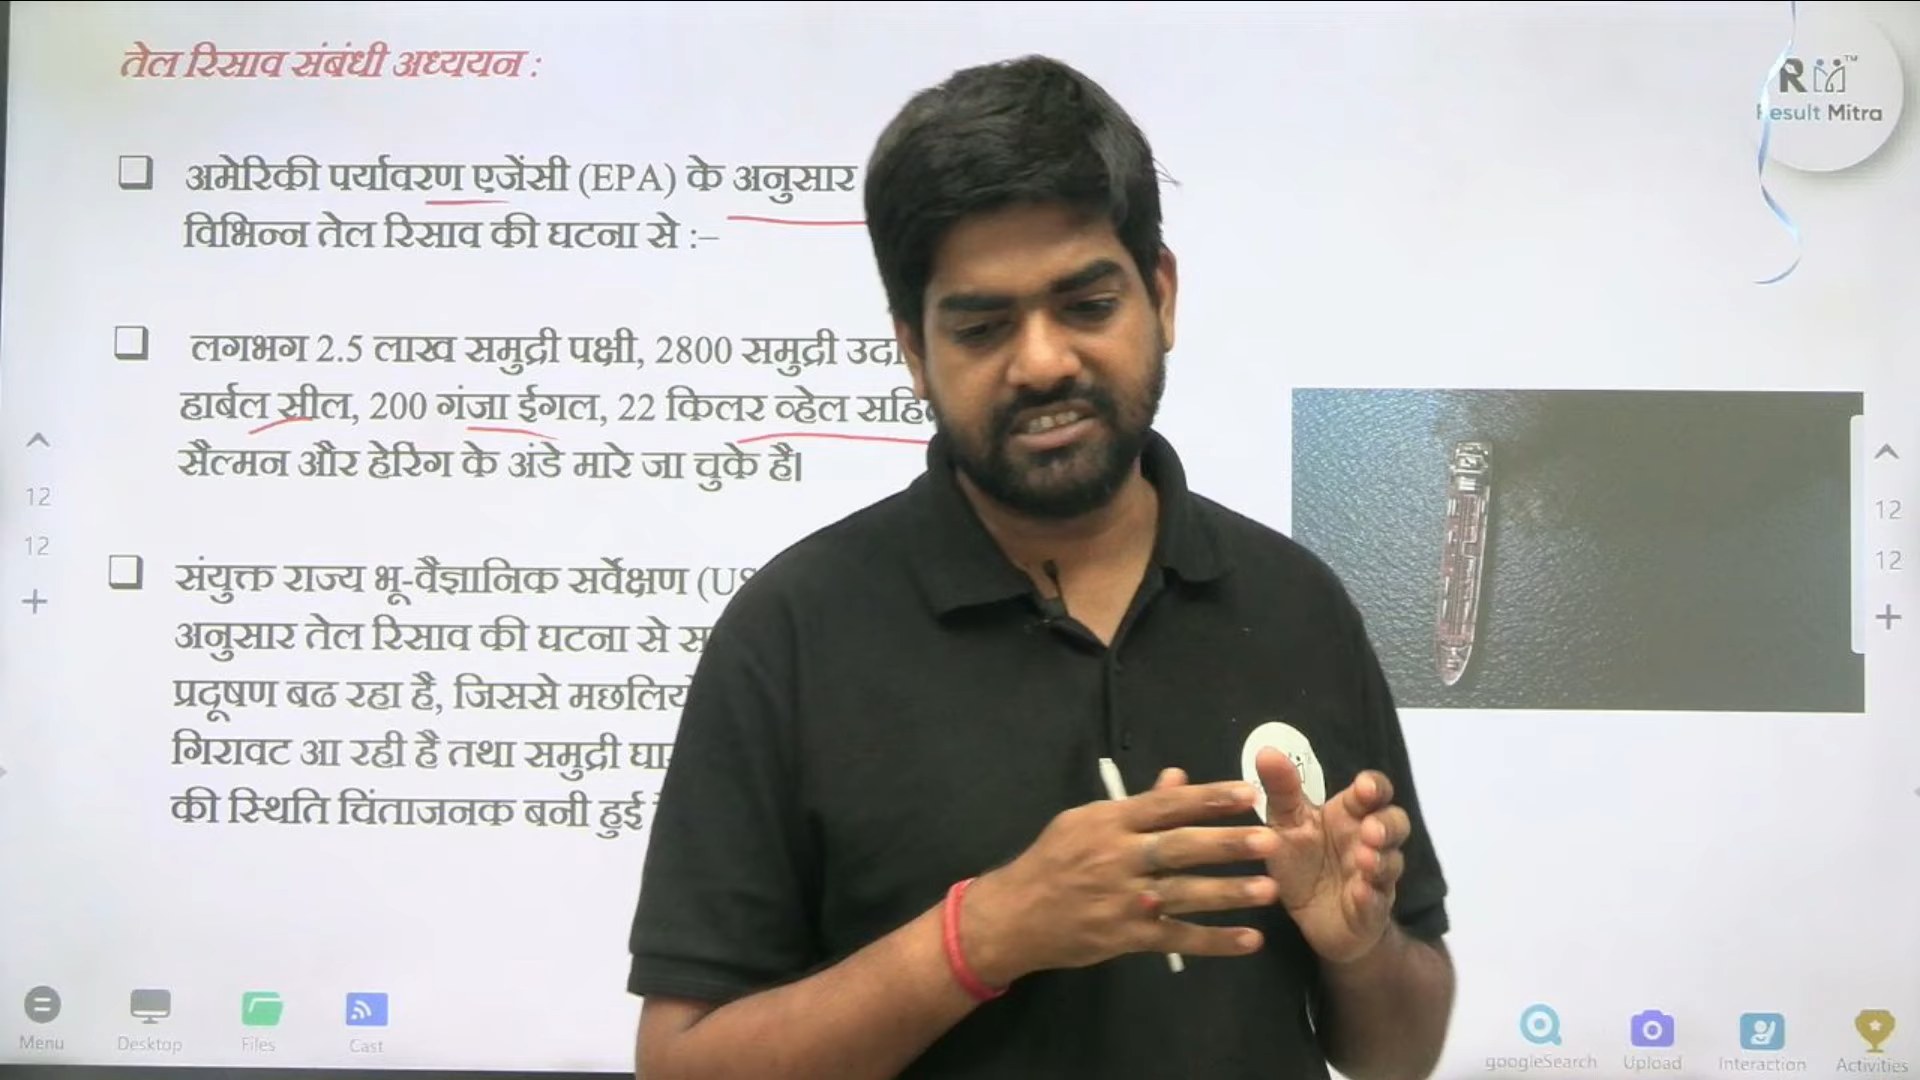 तेल रिसाव संबंधी अध्ययन :
RM™
Result Mitra
अमेरिकी पर्यावरण एजेंसी (EPA) के अनुसार
विभिन्न तेल रिसाव की घटना से :–
लगभग 2.5 लाख समुद्री पक्षी, 2800 समुद्री
हार्बल सील, 200 गंजा ईगल, 22 किलर व्हेल
सैल्मन और हेरिंग के अंडे मारे जा चुके है।
संयुक्त राज्य भू-वैज्ञानिक सर्वेक्षण
अनुसार तेल रिसाव की घटना से
प्रदूषण बढ रहा है, जिससे
गिरावट आ रही है तथा समुद्री
की स्थिति चिंताजनक बनी हुई
12
12
+
12
12
+
Menu
Desktop
Files
Cast
googleSearch
Upload
Interaction
Activities